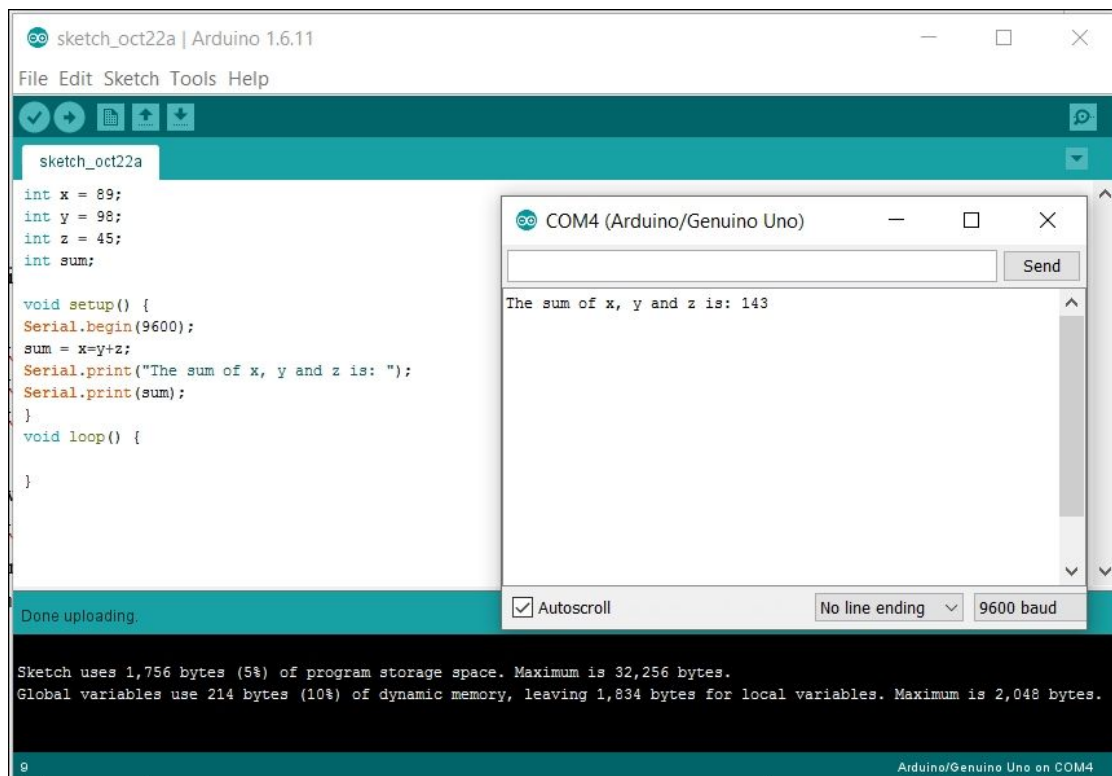 sketch_oct22a | Arduino 1.6.11
File Edit Sketch Tools Help
sketch_oct22a
int x = 89;
int y = 98;
int z = 45;
int sum;
void setup() {
Serial.begin(9600);
sum = x=y+z;
Serial.print("The sum of x, y and z is: ");
Serial.print(sum);
}
void loop() {
}
COM4 (Arduino/Genuino Uno)
Send
The sum of x, y and z is: 143
Autoscroll
No line ending
9600 baud
Done uploading.
Sketch uses 1,756 bytes (5%) of program storage space. Maximum is 32,256 bytes.
Global variables use 214 bytes (10%) of dynamic memory, leaving 1,834 bytes for local variables. Maximum is 2,048 bytes.
9
Arduino/Genuino Uno on COM4